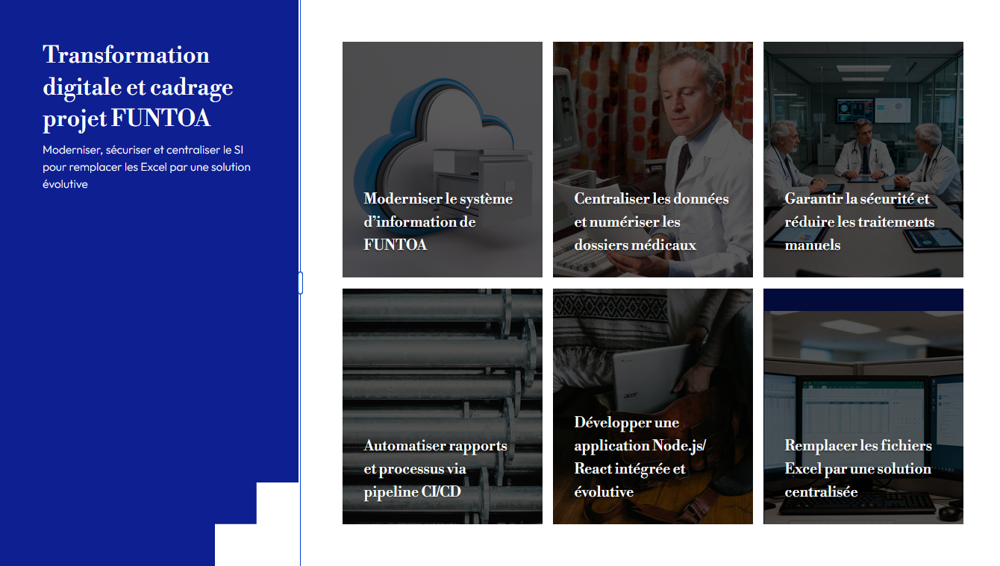 Transformation
digitale et cadrage
projet FUNTOA
Moderniser, sécuriser et centraliser le SI
pour remplacer les Excel par une solution
évolutive
Moderniser le système
d’information de
FUNTOA
Centraliser les données
et numériser les
dossiers médicaux
Garantir la sécurité et
réduire les traitements
manuels
Automatiser rapports
et processus via
pipeline CI/CD
acer
Développer une
application Node.js/
React intégrée et
évolutive
Remplacer les fichiers
Excel par une solution
centralisée